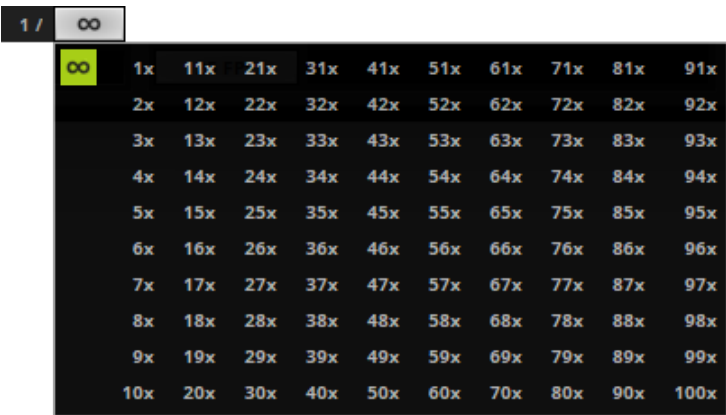 1 / ∞
∞ 1x 11x 21x 31x 41x 51x 61x 71x 81x 91x
2x 12x 22x 32x 42x 52x 62x 72x 82x 92x
3x 13x 23x 33x 43x 53x 63x 73x 83x 93x
4x 14x 24x 34x 44x 54x 64x 74x 84x 94x
5x 15x 25x 35x 45x 55x 65x 75x 85x 95x
6x 16x 26x 36x 46x 56x 66x 76x 86x 96x
7x 17x 27x 37x 47x 57x 67x 77x 87x 97x
8x 18x 28x 38x 48x 58x 68x 78x 88x 98x
9x 19x 29x 39x 49x 59x 69x 79x 89x 99x
10x 20x 30x 40x 50x 60x 70x 80x 90x 100x